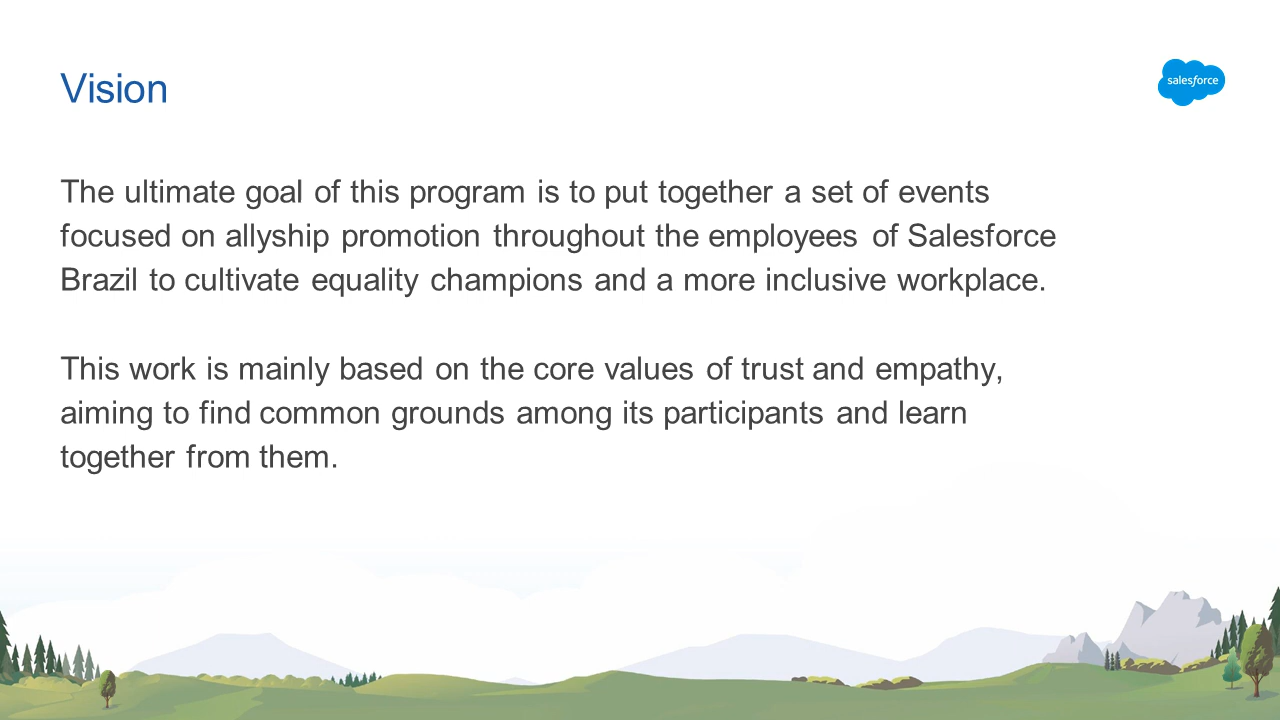 Vision
salesforce
The ultimate goal of this program is to put together a set of events
focused on allyship promotion throughout the employees of Salesforce
Brazil to cultivate equality champions and a more inclusive workplace.
This work is mainly based on the core values of trust and empathy,
aiming to find common grounds among its participants and learn
together from them.